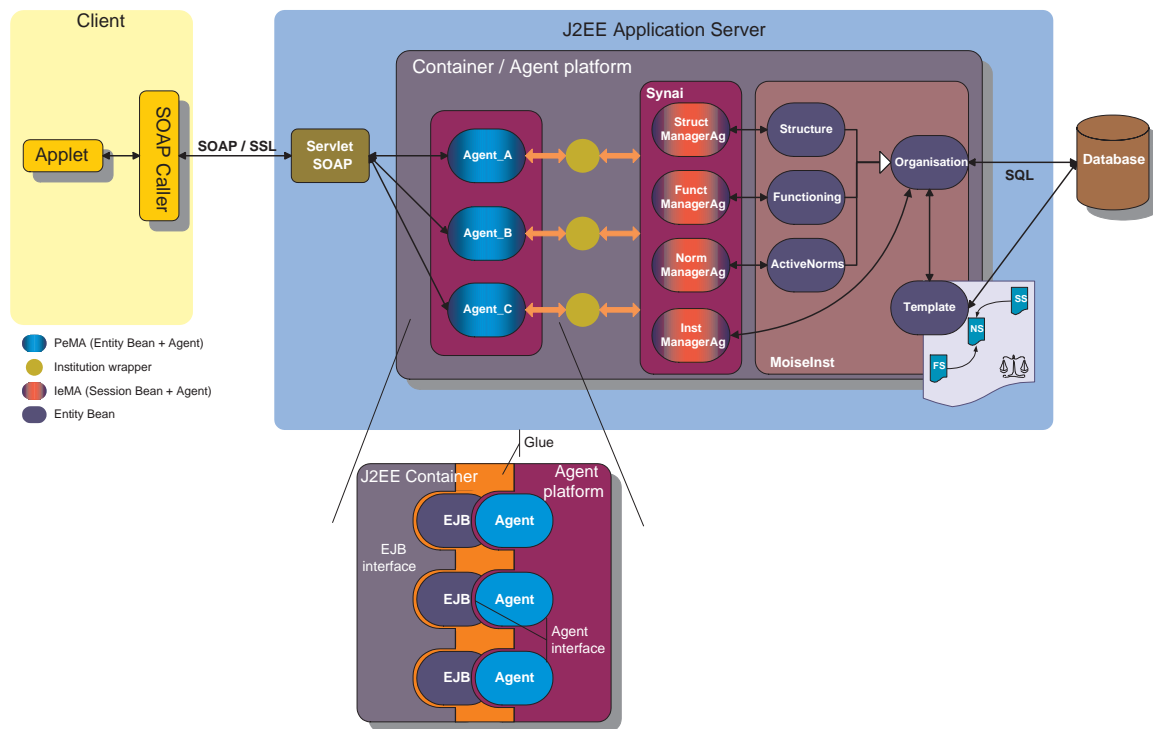 Client
J2EE Application Server
Container / Agent platform
Synai
SOAP Caller
Applet
SOAP / SSL
Servlet
SOAP
Agent_A
Agent_B
Agent_C
Struct
ManagerAg
Funct
ManagerAg
Norm
ManagerAg
Inst
ManagerAg
Structure
Functioning
ActiveNorms
Organisation
Template
MoiseInst
SQL
Database
SS
NS
FS
PeMA (Entity Bean + Agent)
Institution wrapper
IeMA (Session Bean + Agent)
Entity Bean
Glue
J2EE Container
Agent
platform
EJB
Agent
EJB
interface
EJB
Agent
Agent
interface
EJB
Agent